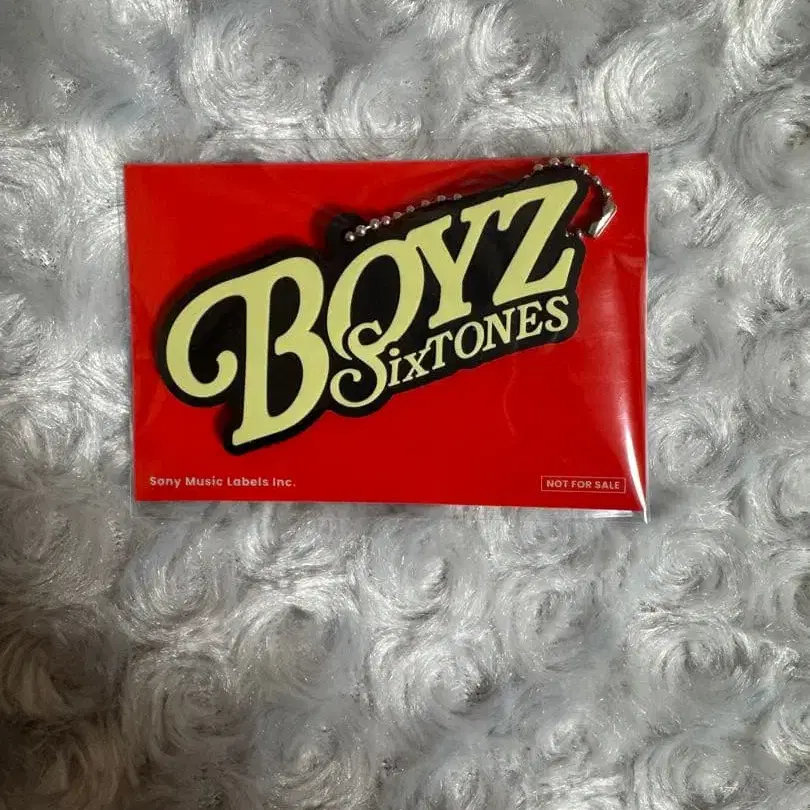 BOYZ
SixTONES
Sony Music Labels Inc.
NOT FOR SALE